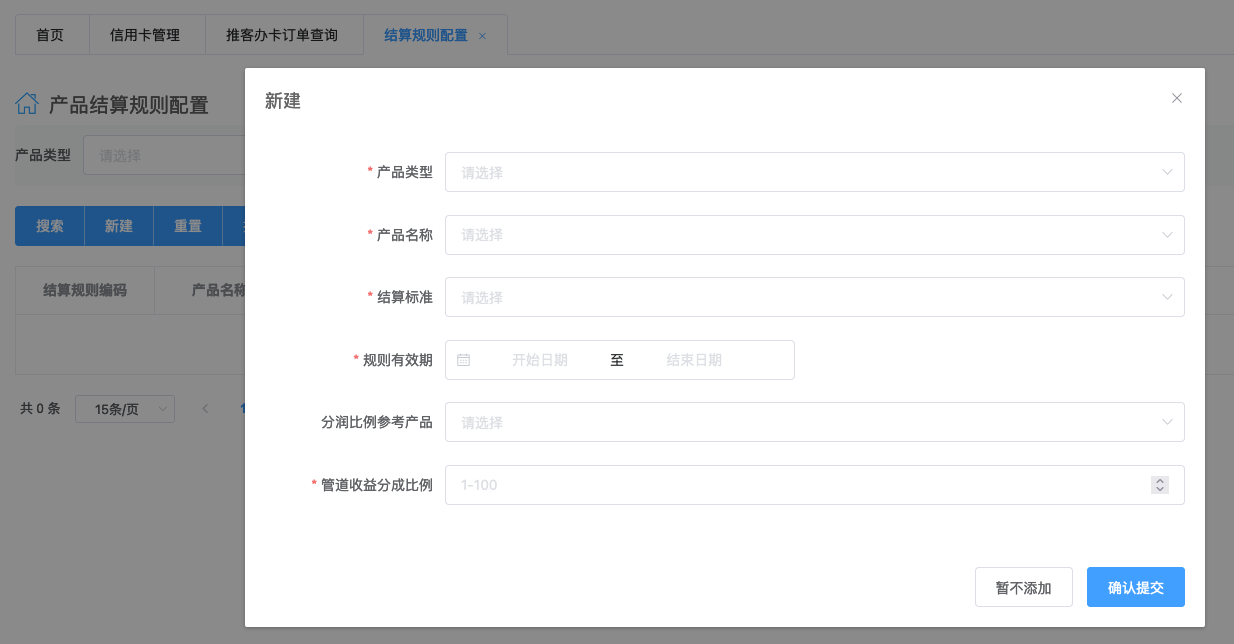 首页 信用卡管理 推客办卡订单查询 结算规则配置 ×
产品结算规则配置
产品类型 请选择
搜索 新建 重置
结算规则编码 产品名称
共 0 条 15条/页 1
新建
* 产品类型 请选择
* 产品名称 请选择
* 结算标准 请选择
* 规则有效期 开始日期 至 结束日期
分润比例参考产品 请选择
* 管道收益分成比例 1-100
暂不添加 确认提交